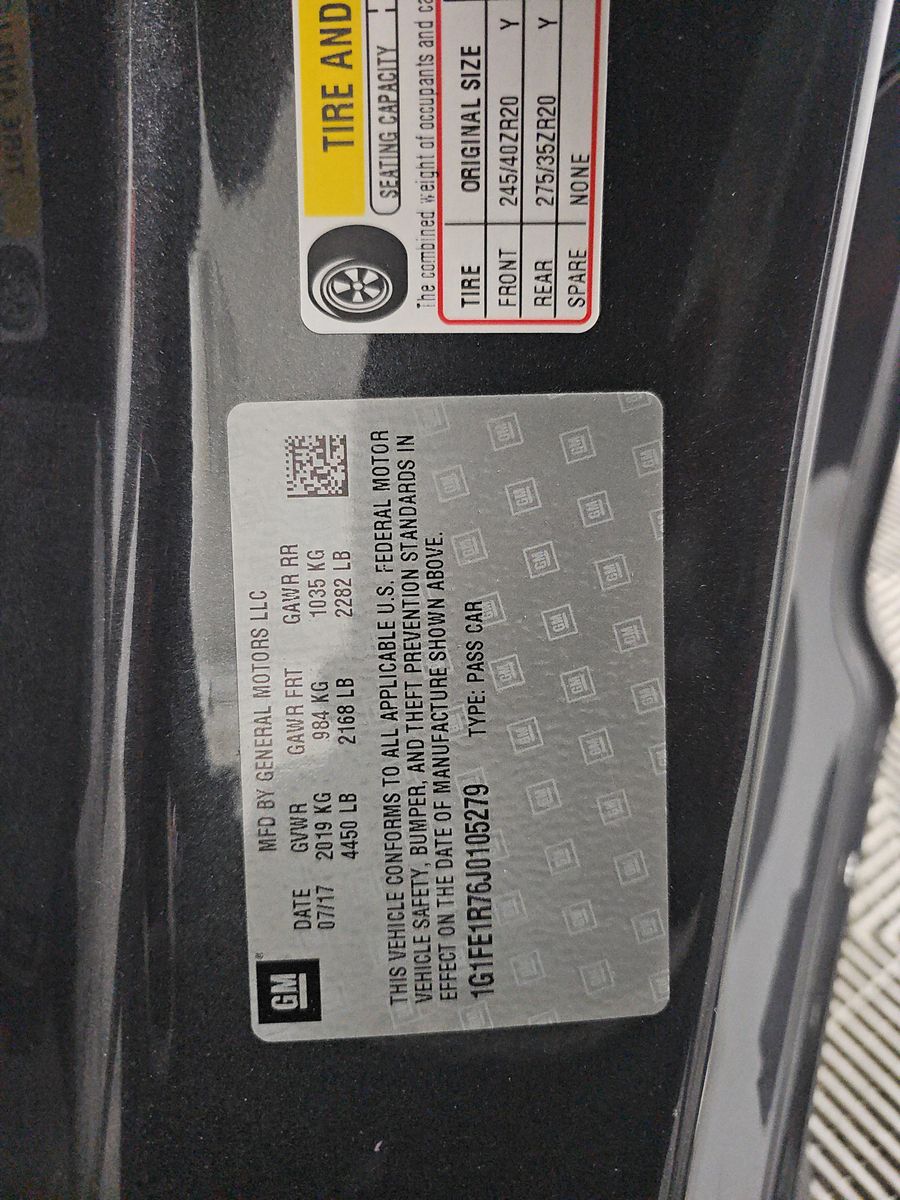 GM ®
MFD BY GENERAL MOTORS LLC
DATE GVWR GAWR FRT GAWR RR
07/17 2019 KG 984 KG 1035 KG
4450 LB 2168 LB 2282 LB
THIS VEHICLE CONFORMS TO ALL APPLICABLE U.S. FEDERAL MOTOR
VEHICLE SAFETY, BUMPER, AND THEFT PREVENTION STANDARDS IN
EFFECT ON THE DATE OF MANUFACTURE SHOWN ABOVE.
1G1FE1R76J0105279 TYPE: PASS CAR
TIRE AND
SEATING CAPACITY
The combined weight of occupants and
TIRE ORIGINAL SIZE
FRONT 245/40ZR20 Y
REAR 275/35ZR20 Y
SPARE NONE